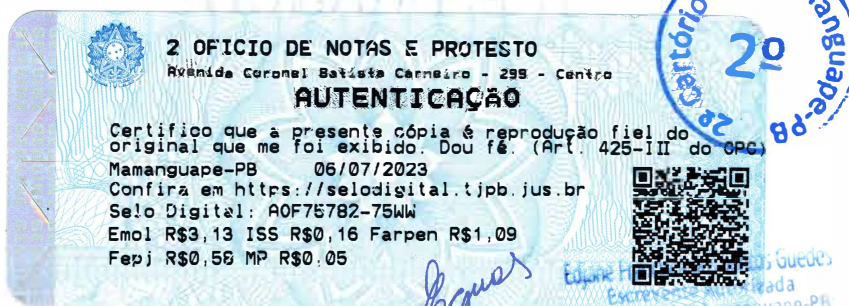 2 OFICIO DE NOTAS E PROTESTO
Avenida Coronel Batista Carneiro - 299 - Centro
AUTENTICAÇÃO
Certifico que a presente cópia é reprodução fiel do
original que me foi exibido. Dou fé. (Art. 425-III do CPC)
Mamanguape-PB 06/07/2023
Confira em https://selodigital.tjpb.jus.br
Selo Digital: AOF75782-75WW
Emol R$3,13 ISS R$0,16 Farpen R$1,09
Fepj R$0,58 MP R$0,05
2º Cartório
anguape-PB
2º
Guedes